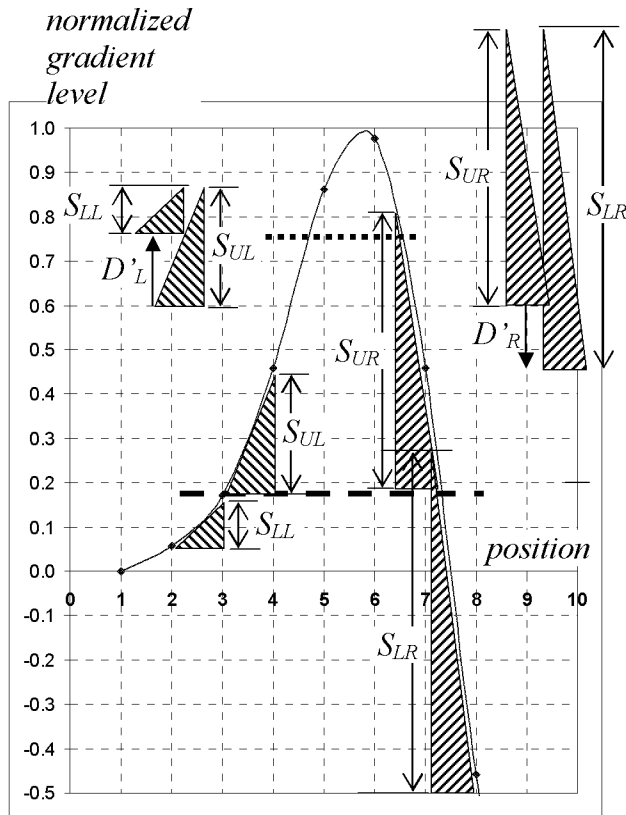 normalized
gradient
level
1.0
0.9
0.8
0.7
0.6
0.5
0.4
0.3
0.2
0.1
0.0
-0.1
-0.2
-0.3
-0.4
-0.5
0 1 2 3 4 5 6 7 8 9 10
position
S_LL
D'_L
S_UL
S_UL
S_LL
S_UR
S_LR
S_UR
S_LR
D'_R